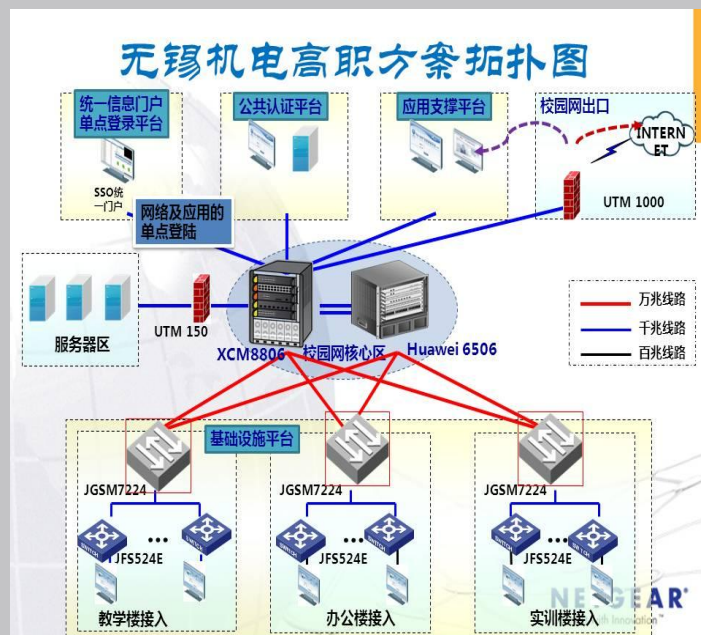 无锡机电高职方案拓扑图
统一信息门户
单点登录平台
公共认证平台
应用支撑平台
校园网出口
INTERN
ET
SSO统
一门户
UTM 1000
网络及应用的
单点登陆
服务器区
UTM 150
XCM8806
校园网核心区
Huawei 6506
万兆线路
千兆线路
百兆线路
基础设施平台
JGSM7224
JGSM7224
JGSM7224
SWITCH
SWITCH
SWITCH
SWITCH
SWITCH
SWITCH
...
...
...
JFS524E
JFS524E
JFS524E
教学楼接入
办公楼接入
实训楼接入
NETGEAR